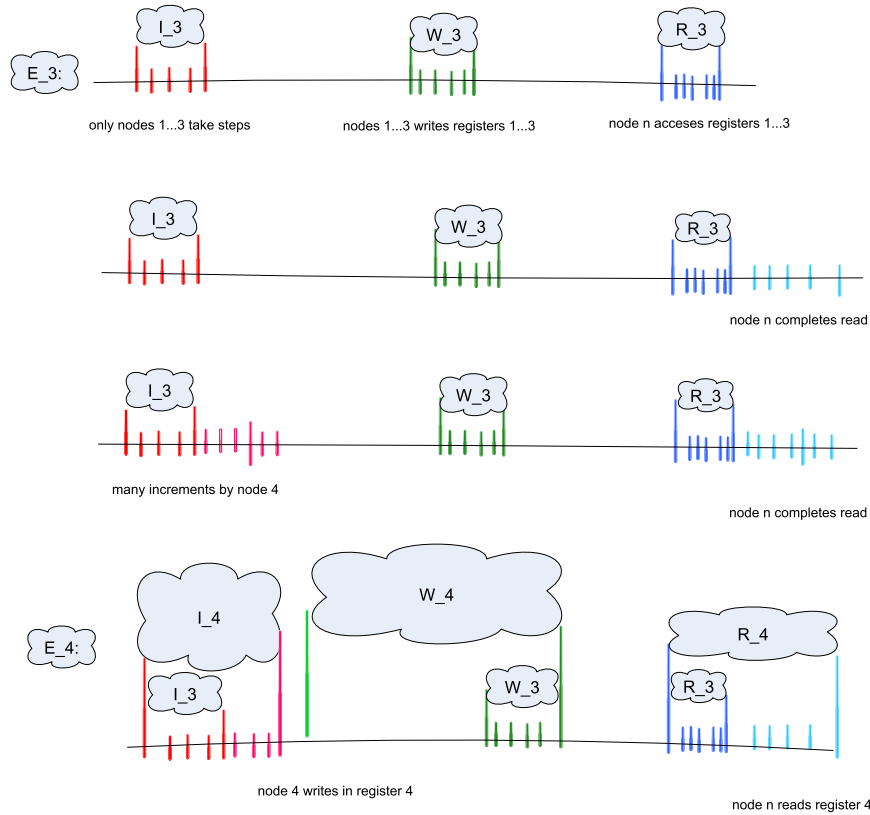 I_3
W_3
R_3
E_3:
only nodes 1...3 take steps
nodes 1...3 writes registers 1...3
node n acceses registers 1...3
I_3
W_3
R_3
node n completes read
I_3
W_3
R_3
many increments by node 4
node n completes read
E_4:
I_4
W_4
R_4
I_3
W_3
R_3
node 4 writes in register 4
node n reads register 4